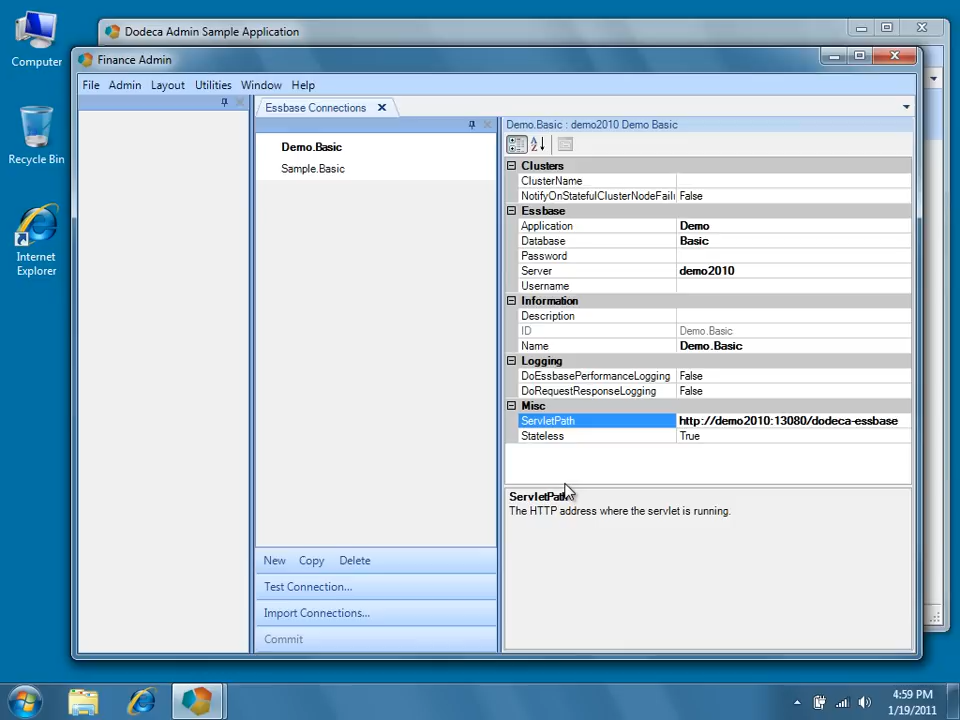 Computer
Recycle Bin
Internet
Explorer
Dodeca Admin Sample Application
Finance Admin
File Admin Layout Utilities Window Help
Essbase Connections
Demo.Basic
Sample.Basic
New Copy Delete
Test Connection...
Import Connections...
Commit
Demo.Basic : demo2010 Demo Basic
Clusters
ClusterName
NotifyOnStatefulClusterNodeFail False
Essbase
Application Demo
Database Basic
Password
Server demo2010
Username
Information
Description
ID Demo.Basic
Name Demo.Basic
Logging
DoEssbasePerformanceLogging False
DoRequestResponseLogging False
Misc
ServletPath http://demo2010:13080/dodeca-essbase
Stateless True
ServletPath
The HTTP address where the servlet is running.
4:59 PM
1/19/2011